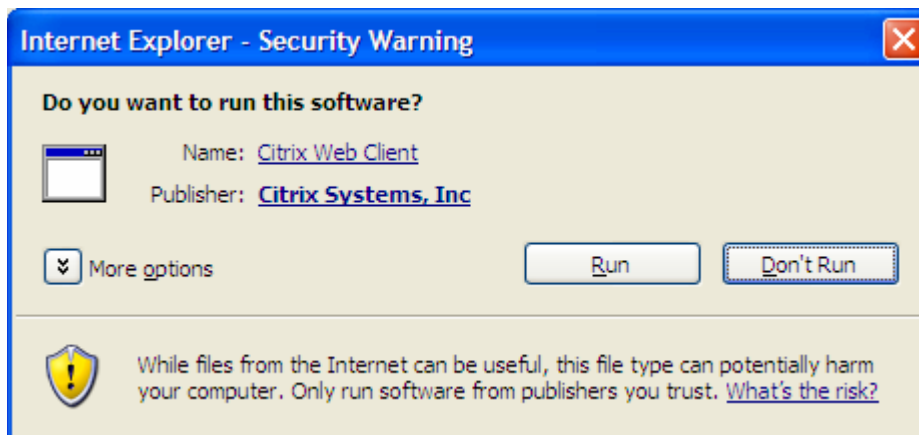 Internet Explorer - Security Warning
Do you want to run this software?
Name: Citrix Web Client
Publisher: Citrix Systems, Inc
More options
Run
Don't Run
While files from the Internet can be useful, this file type can potentially harm
your computer. Only run software from publishers you trust. What's the risk?